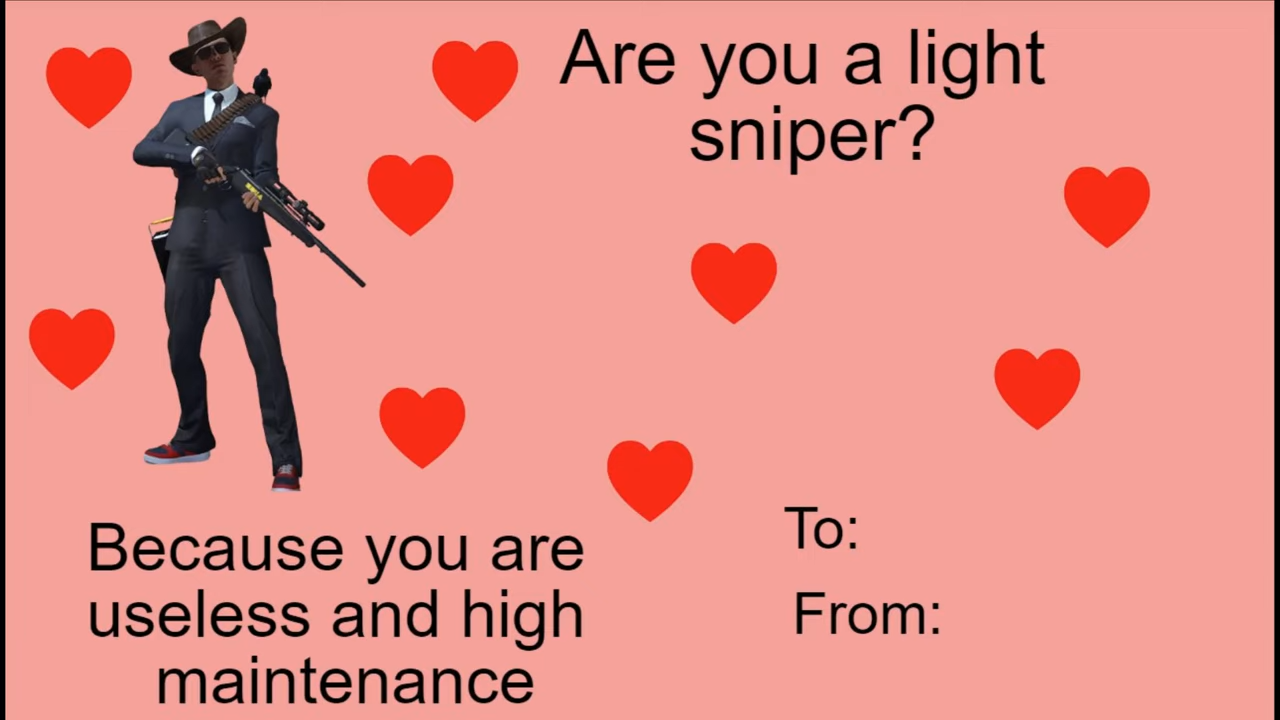 Are you a light
sniper?
Because you are
useless and high
maintenance
To:
From: